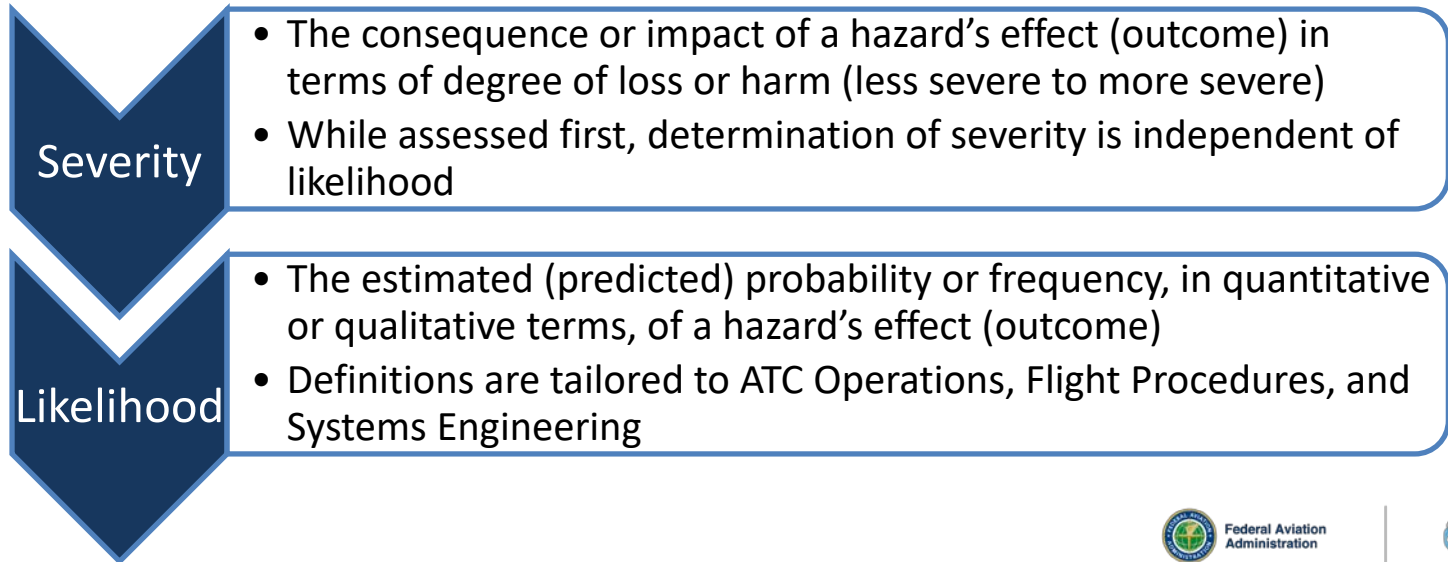 Severity
• The consequence or impact of a hazard’s effect (outcome) in
terms of degree of loss or harm (less severe to more severe)
• While assessed first, determination of severity is independent of
likelihood
Likelihood
• The estimated (predicted) probability or frequency, in quantitative
or qualitative terms, of a hazard’s effect (outcome)
• Definitions are tailored to ATC Operations, Flight Procedures, and
Systems Engineering
FEDERAL AVIATION
ADMINISTRATION
Federal Aviation
Administration